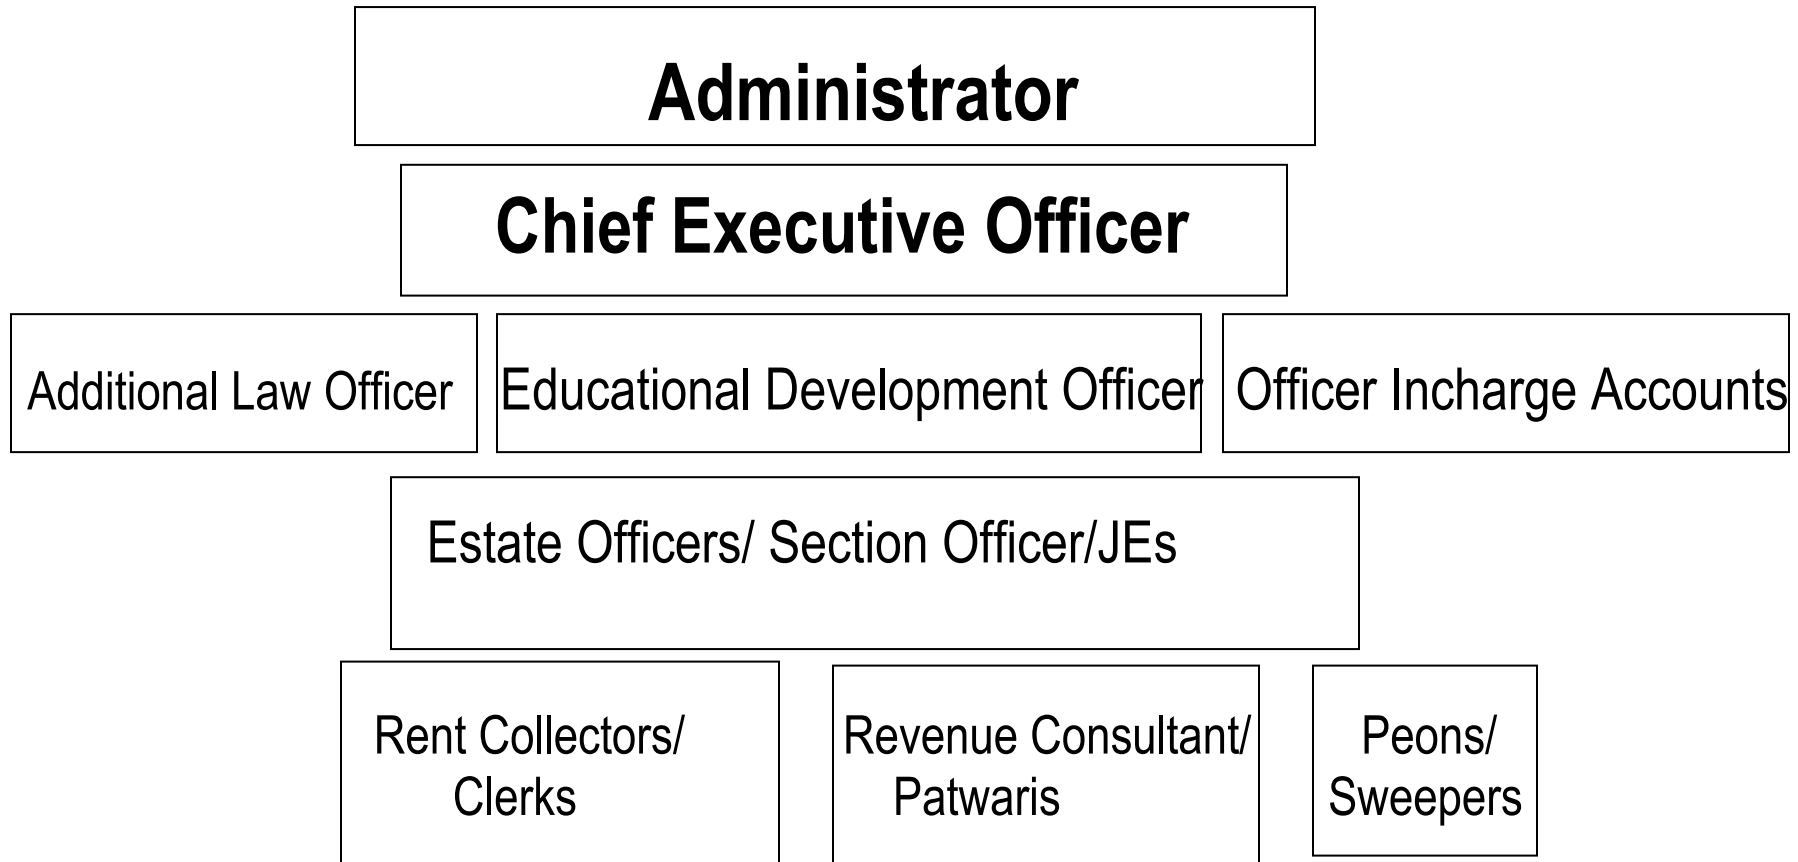 Administrator
Chief Executive Officer
Additional Law Officer
Educational Development Officer
Officer Incharge Accounts
Estate Officers/ Section Officer/JEs
Rent Collectors/
Clerks
Revenue Consultant/
Patwaris
Peons/
Sweepers